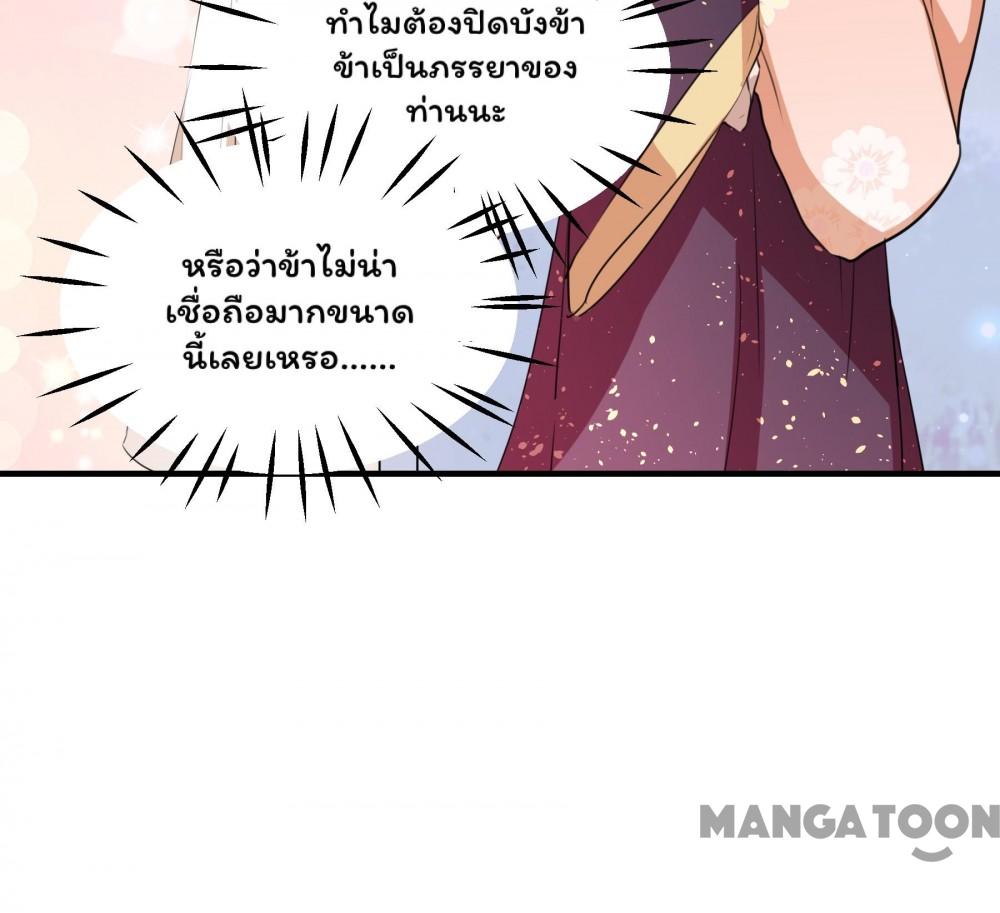 ทำไมต้องปิดบังข้า
ข้าเป็นภรรยาของ
ท่านนะ
หรือว่าข้าไม่น่า
เชื่อถือมากขนาด
นี้เลยเหรอ......
MANGATOON